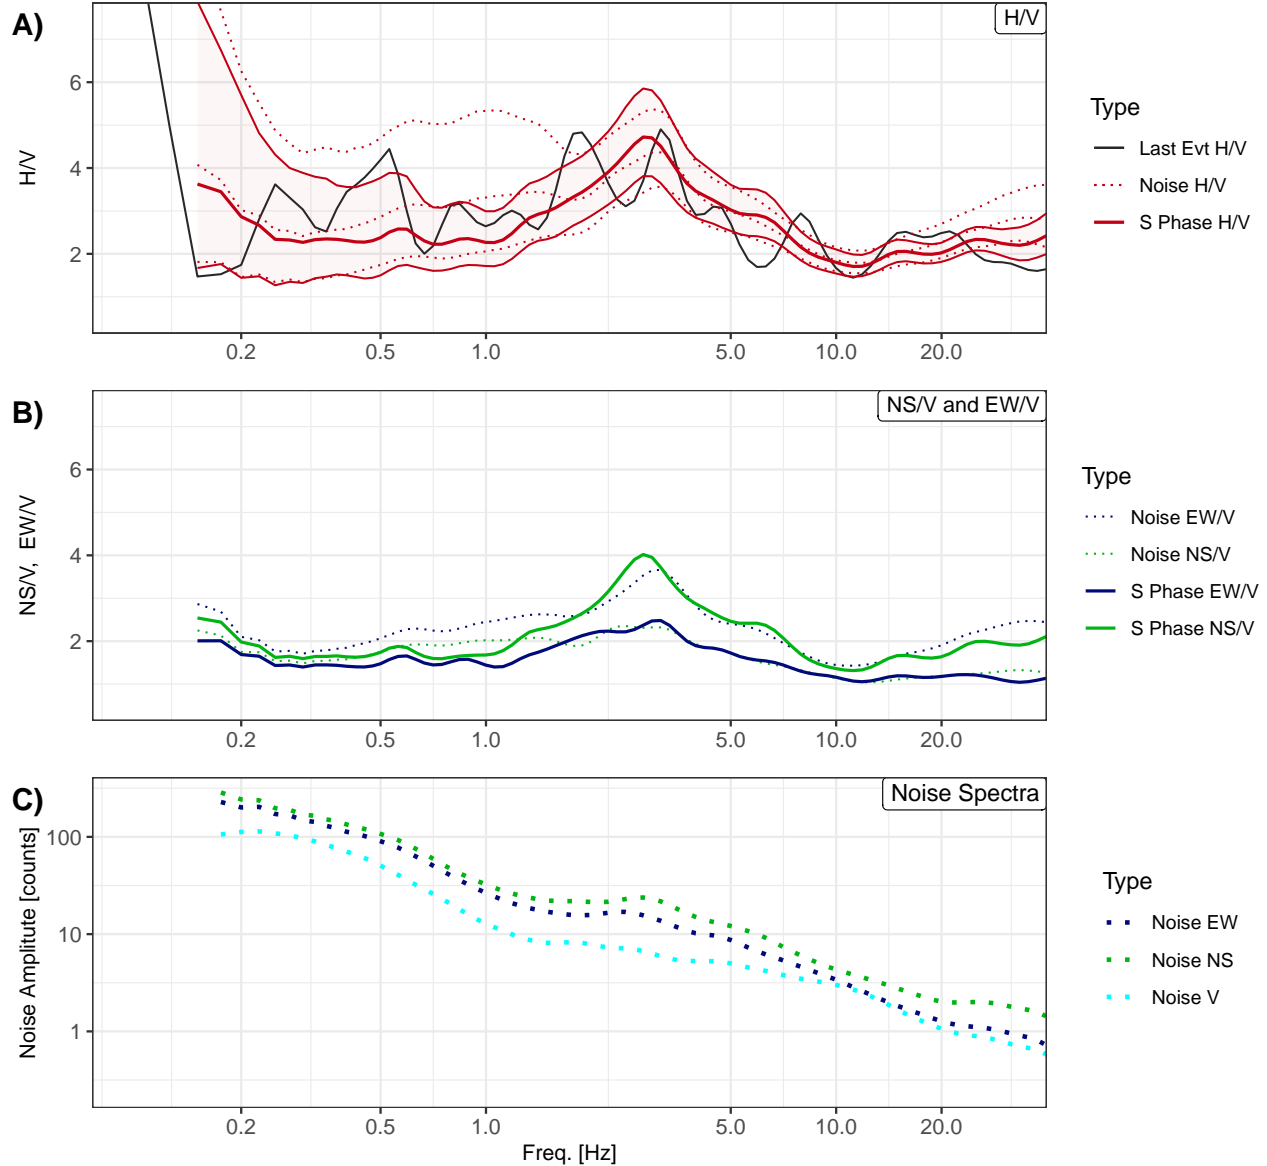 A)
H/V
6
4
2
H/V
0.2 0.5 1.0 5.0 10.0 20.0
Type
Last Evt H/V
Noise H/V
S Phase H/V
B)
NS/V and EW/V
6
4
2
NS/V, EW/V
0.2 0.5 1.0 5.0 10.0 20.0
Type
Noise EW/V
Noise NS/V
S Phase EW/V
S Phase NS/V
C)
Noise Spectra
100
10
1
Noise Amplitute [counts]
0.2 0.5 1.0 5.0 10.0 20.0
Freq. [Hz]
Type
Noise EW
Noise NS
Noise V